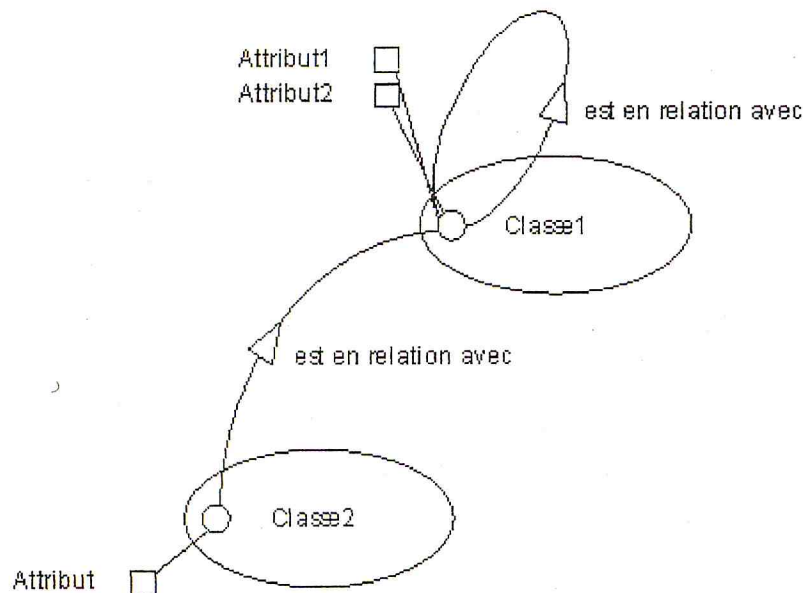 Attribut1
Attribut2
est en relation avec
Classe1
est en relation avec
Classe2
Attribut